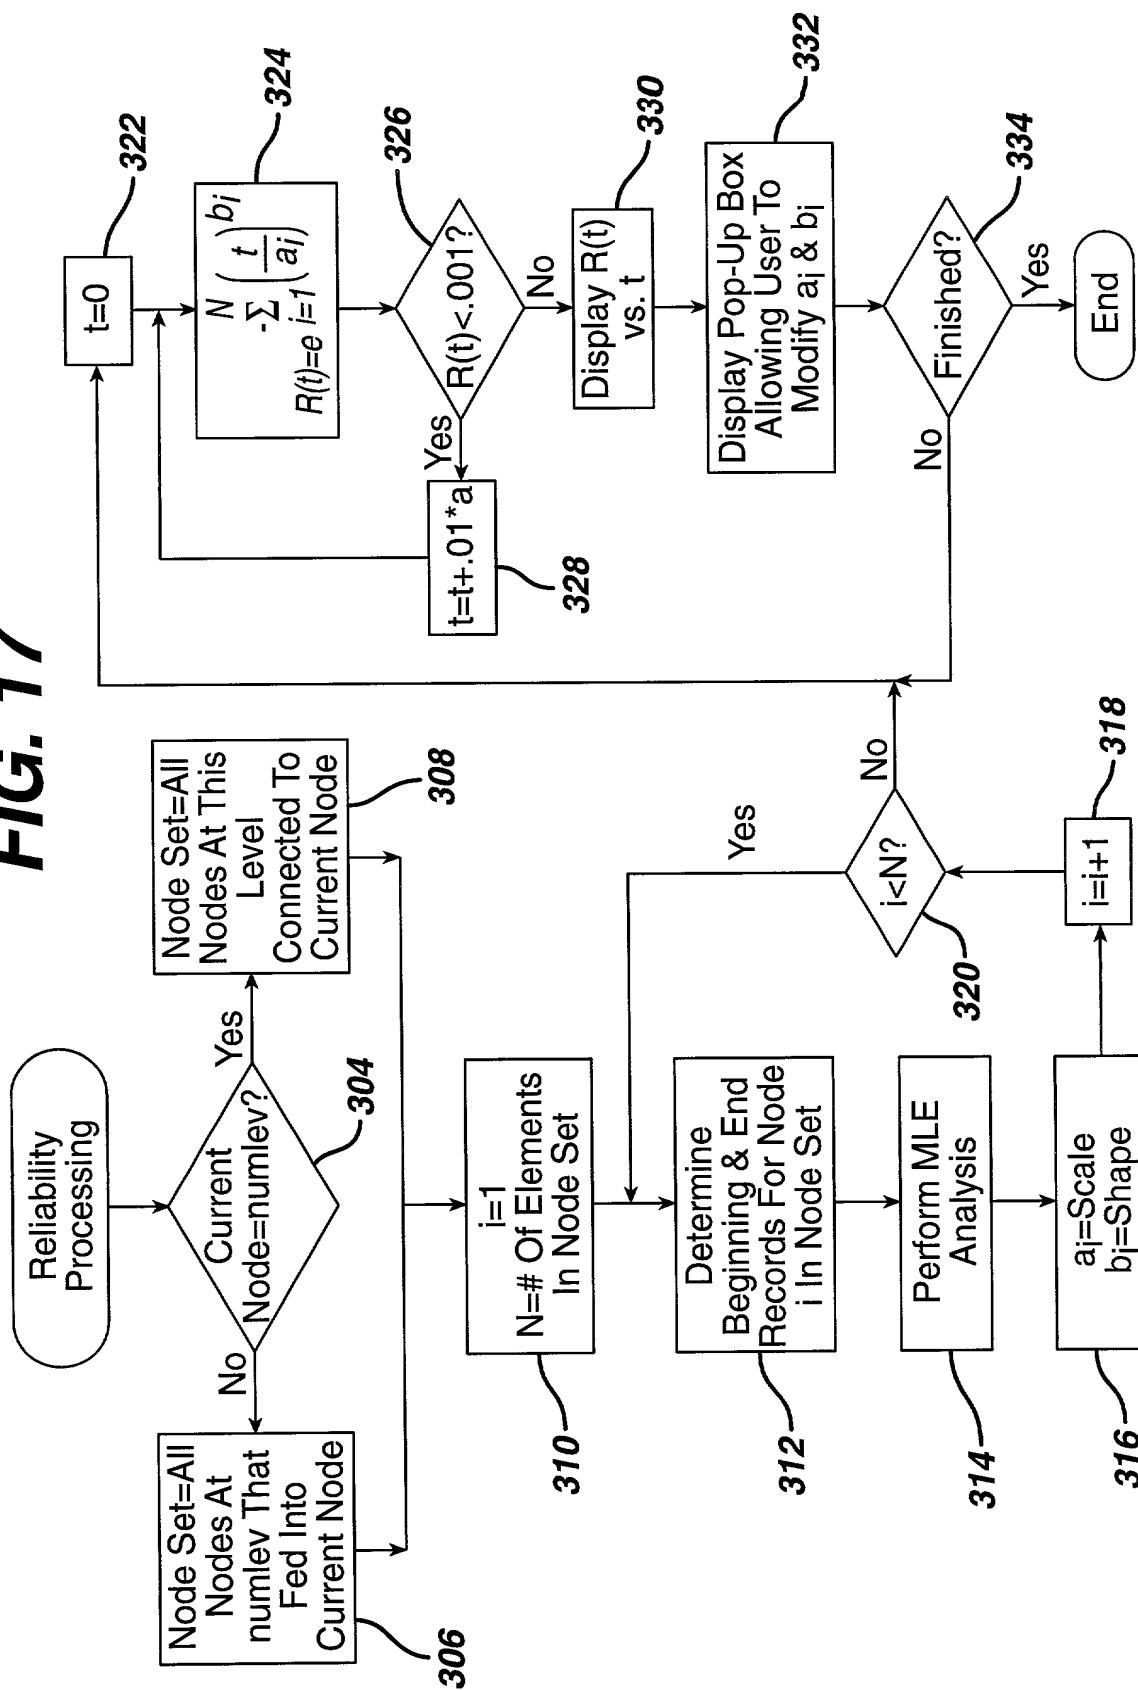 FIG. 17
Reliability
Processing
Current
Node=numlev?
304
No
Yes
Node Set=All
Nodes At
numlev That
Fed Into
Current Node
306
Node Set=All
Nodes At This
Level
Connected To
Current Node
308
i=1
N=# Of Elements
In Node Set
310
Determine
Beginning & End
Records For Node
i In Node Set
312
Perform MLE
Analysis
314
ai=Scale
bi=Shape
316
i=i+1
318
i<N?
320
Yes
No
t=0
322
R(t)=e -Σ N i=1 (t/ai) bi
324
R(t)<.001?
326
Yes
No
t=t+.01*a
328
Display R(t)
vs. t
330
Display Pop-Up Box
Allowing User To
Modify ai & bi
332
Finished?
334
No
Yes
End